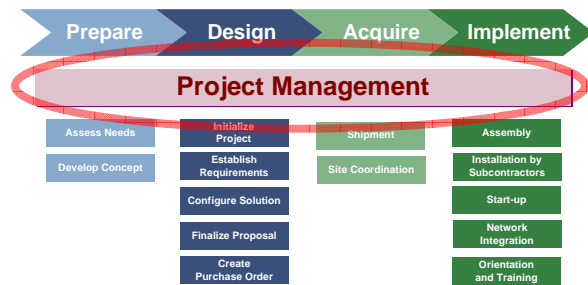 Prepare
Design
Acquire
Implement
Project Management
Assess Needs
Develop Concept
Initialize
Project
Establish
Requirements
Configure Solution
Finalize Proposal
Create
Purchase Order
Shipment
Site Coordination
Assembly
Installation by
Subcontractors
Start-up
Network
Integration
Orientation
and Training